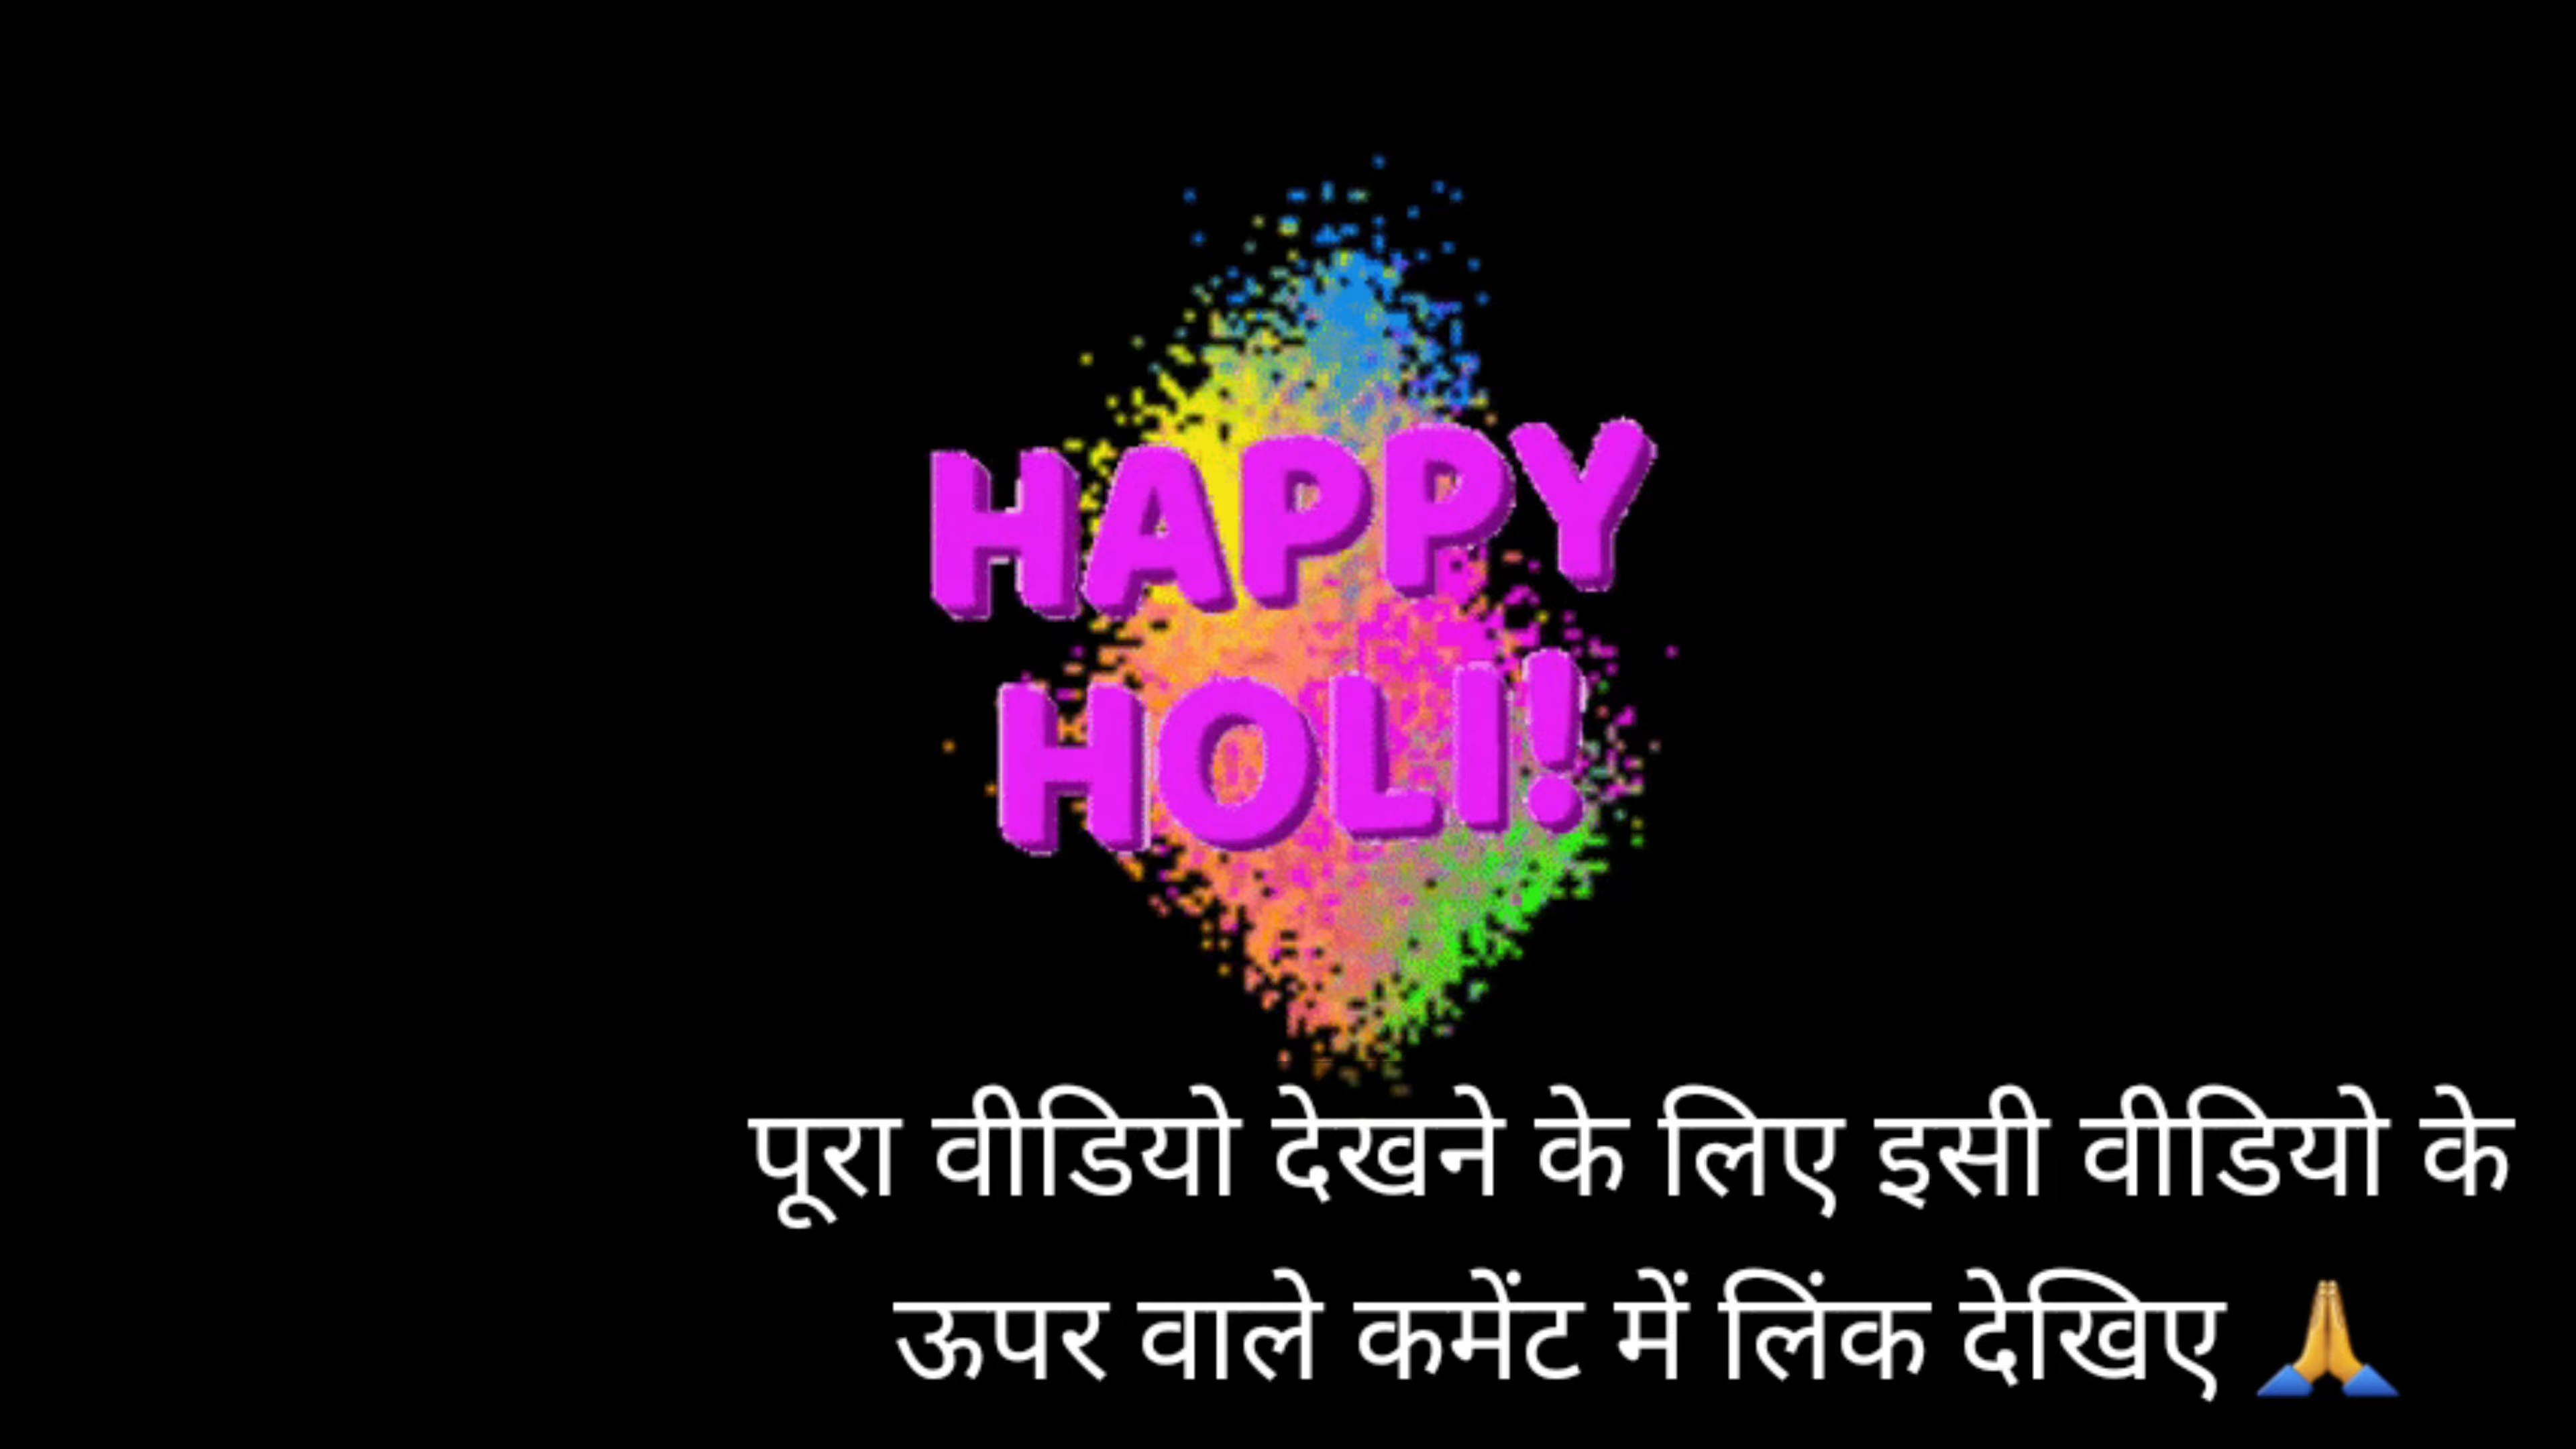 HAPPY
HOLI!
पूरा वीडियो देखने के लिए इसी वीडियो के
ऊपर वाले कमेंट में लिंक देखिए 🙏